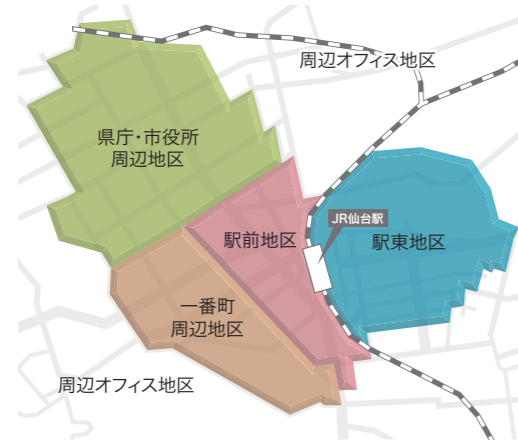 周辺オフィス地区
県庁・市役所
周辺地区
JR仙台駅
駅前地区
駅東地区
一番町
周辺地区
周辺オフィス地区